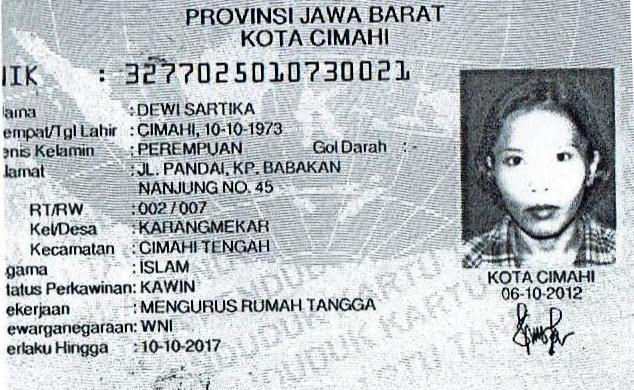 PROVINSI JAWA BARAT
KOTA CIMAHI
NIK : 3277025010730021
ama : DEWI SARTIKA
empat/Tgl Lahir : CIMAHI, 10-10-1973
enis Kelamin : PEREMPUAN Gol Darah : -
lamat : JL. PANDAI, KP. BABAKAN
NANJUNG NO. 45
RT/RW : 002 / 007
Kel/Desa : KARANGMEKAR
Kecamatan : CIMAHI TENGAH
gama : ISLAM
tatus Perkawinan: KAWIN
ekerjaan : MENGURUS RUMAH TANGGA
ewarganegaraan: WNI
erlaku Hingga : 10-10-2017
KOTA CIMAHI
06-10-2012